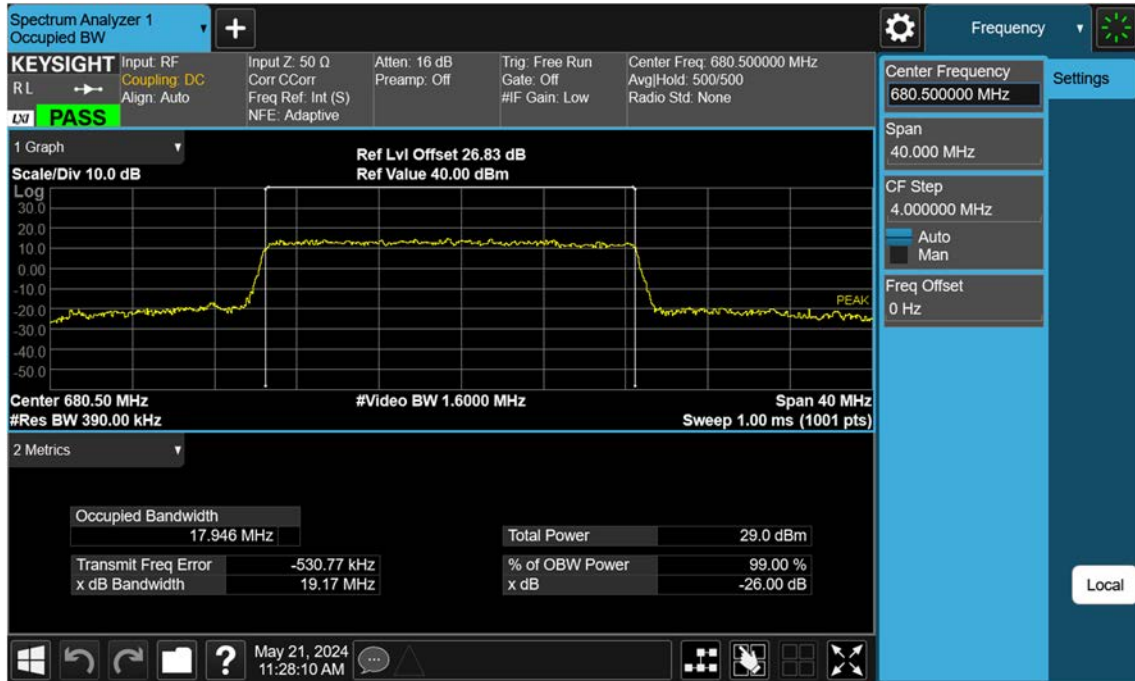 Spectrum Analyzer 1
Occupied BW
Frequency
KEYSIGHT
Input: RF
Coupling: DC
Align: Auto
Input Z: 50 Ω
Corr CCorr
Freq Ref: Int (S)
NFE: Adaptive
Atten: 16 dB
Preamp: Off
Trig: Free Run
Gate: Off
#IF Gain: Low
Center Freq: 680.500000 MHz
Avg|Hold: 500/500
Radio Std: None
R L
LXI
PASS
Center Frequency
680.500000 MHz
Settings
Span
40.000 MHz
CF Step
4.000000 MHz
Auto
Man
Freq Offset
0 Hz
Local
1 Graph
Scale/Div 10.0 dB
Ref Lvl Offset 26.83 dB
Ref Value 40.00 dBm
Log
30.0
20.0
10.0
0.00
-10.0
-20.0
-30.0
-40.0
-50.0
PEAK
Center 680.50 MHz
#Video BW 1.6000 MHz
Span 40 MHz
#Res BW 390.00 kHz
Sweep 1.00 ms (1001 pts)
2 Metrics
Occupied Bandwidth
17.946 MHz
Total Power 29.0 dBm
Transmit Freq Error -530.77 kHz
% of OBW Power 99.00 %
x dB Bandwidth 19.17 MHz
x dB -26.00 dB
?
May 21, 2024
11:28:10 AM